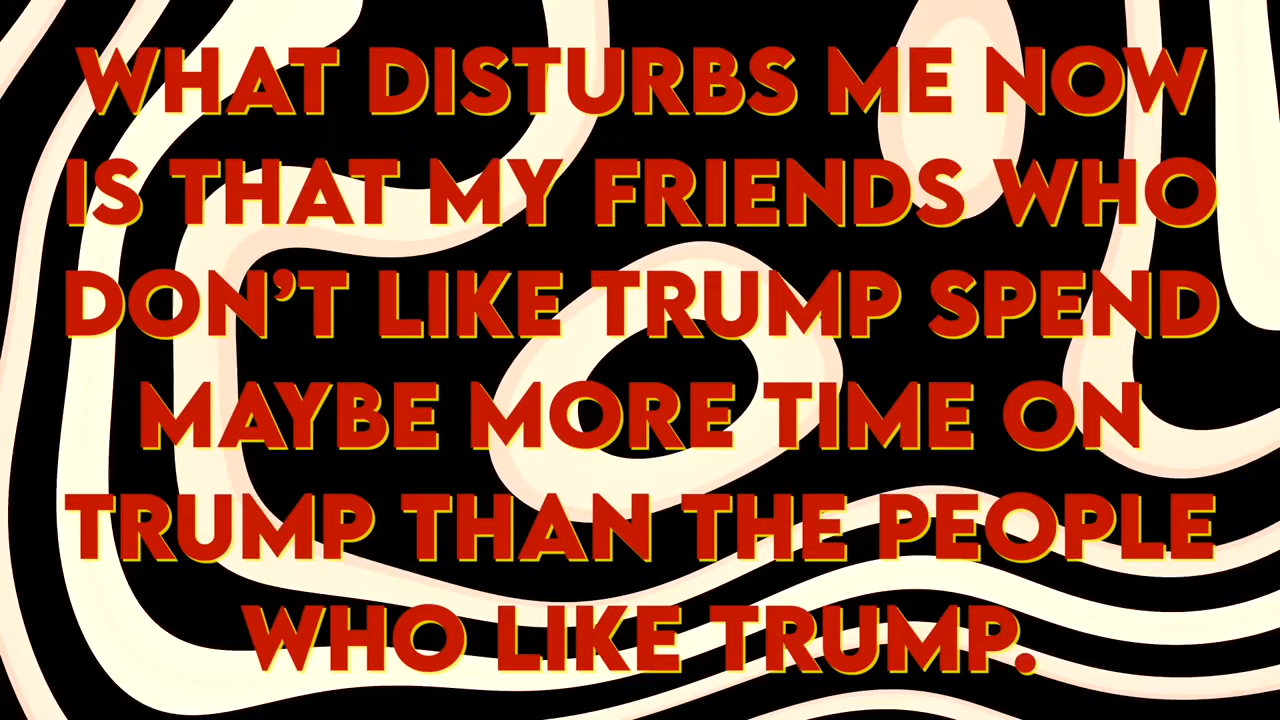 WHAT DISTURBS ME NOW
IS THAT MY FRIENDS WHO
DON’T LIKE TRUMP SPEND
MAYBE MORE TIME ON
TRUMP THAN THE PEOPLE
WHO LIKE TRUMP.